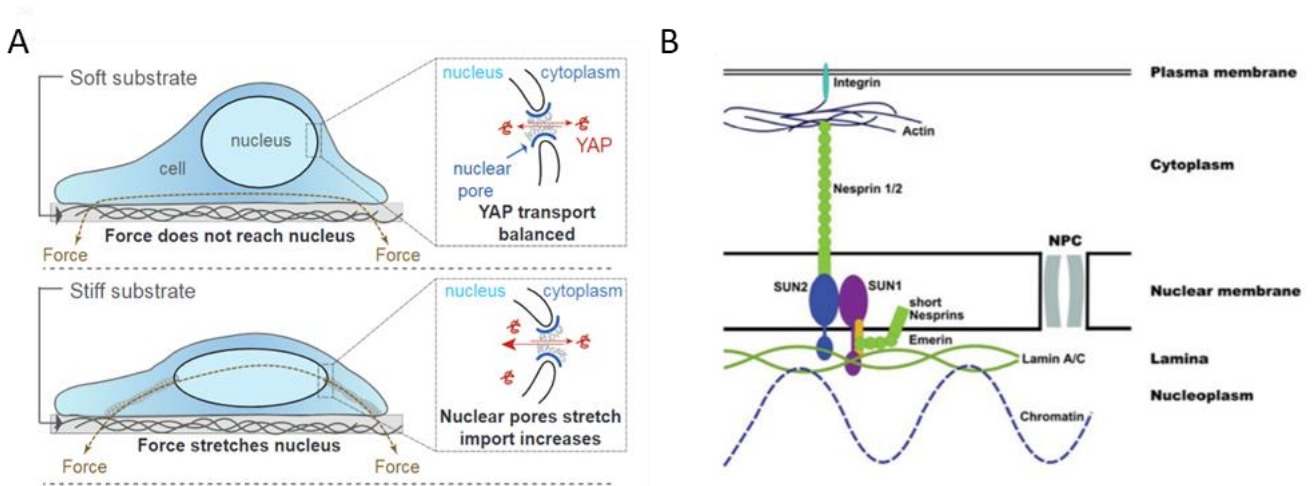 A
Soft substrate
nucleus
cell
Force does not reach nucleus
Force
Force
nucleus cytoplasm
YAP
nuclear
pore
YAP transport
balanced
Stiff substrate
Force stretches nucleus
Force
Force
nucleus cytoplasm
Nuclear pores stretch
import increases
B
Integrin
Plasma membrane
Actin
Cytoplasm
Nesprin 1/2
NPC
SUN2
SUN1
Nuclear membrane
short
Nesprins
Emerin
Lamin A/C
Lamina
Nucleoplasm
Chromatin